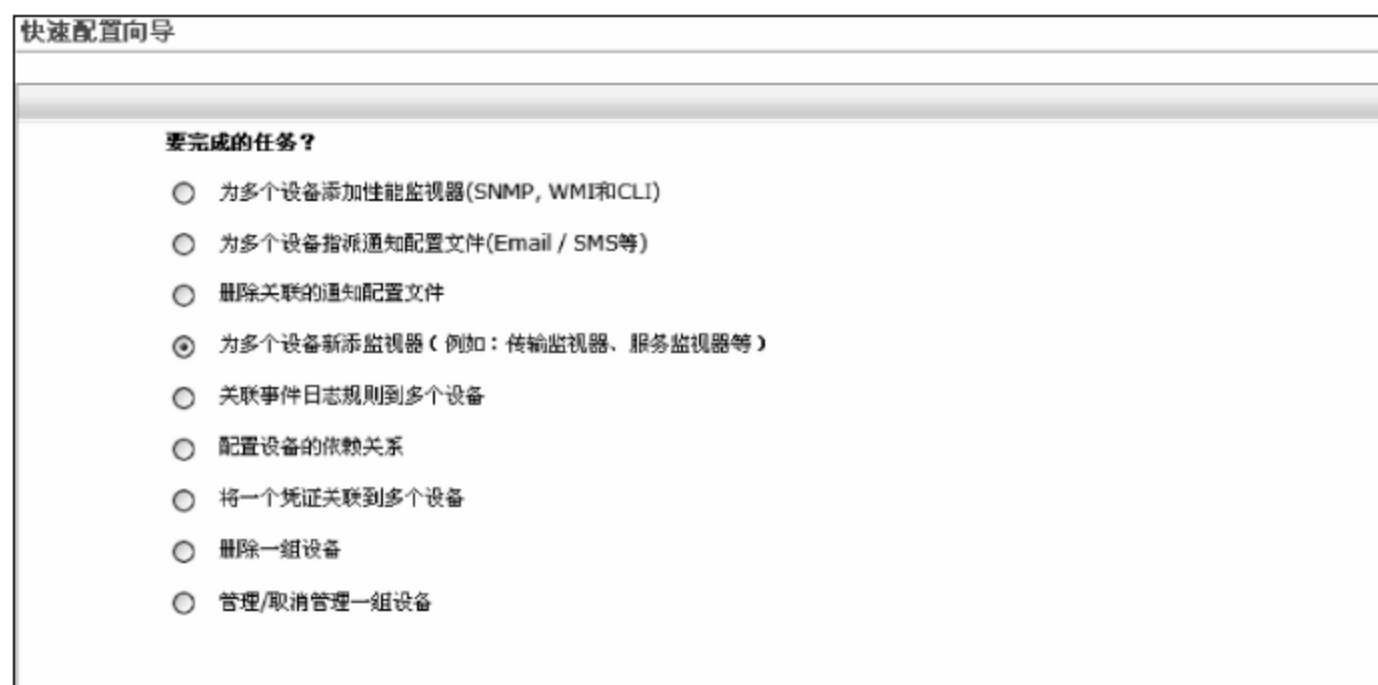 快速配置向导
要完成的任务？
为多个设备添加性能监视器(SNMP, WMI和CLI)
为多个设备指派通知配置文件(Email / SMS等)
删除关联的通知配置文件
为多个设备新添监视器（例如：传输监视器、服务监视器等）
关联事件日志规则到多个设备
配置设备的依赖关系
将一个凭证关联到多个设备
删除一组设备
管理/取消管理一组设备